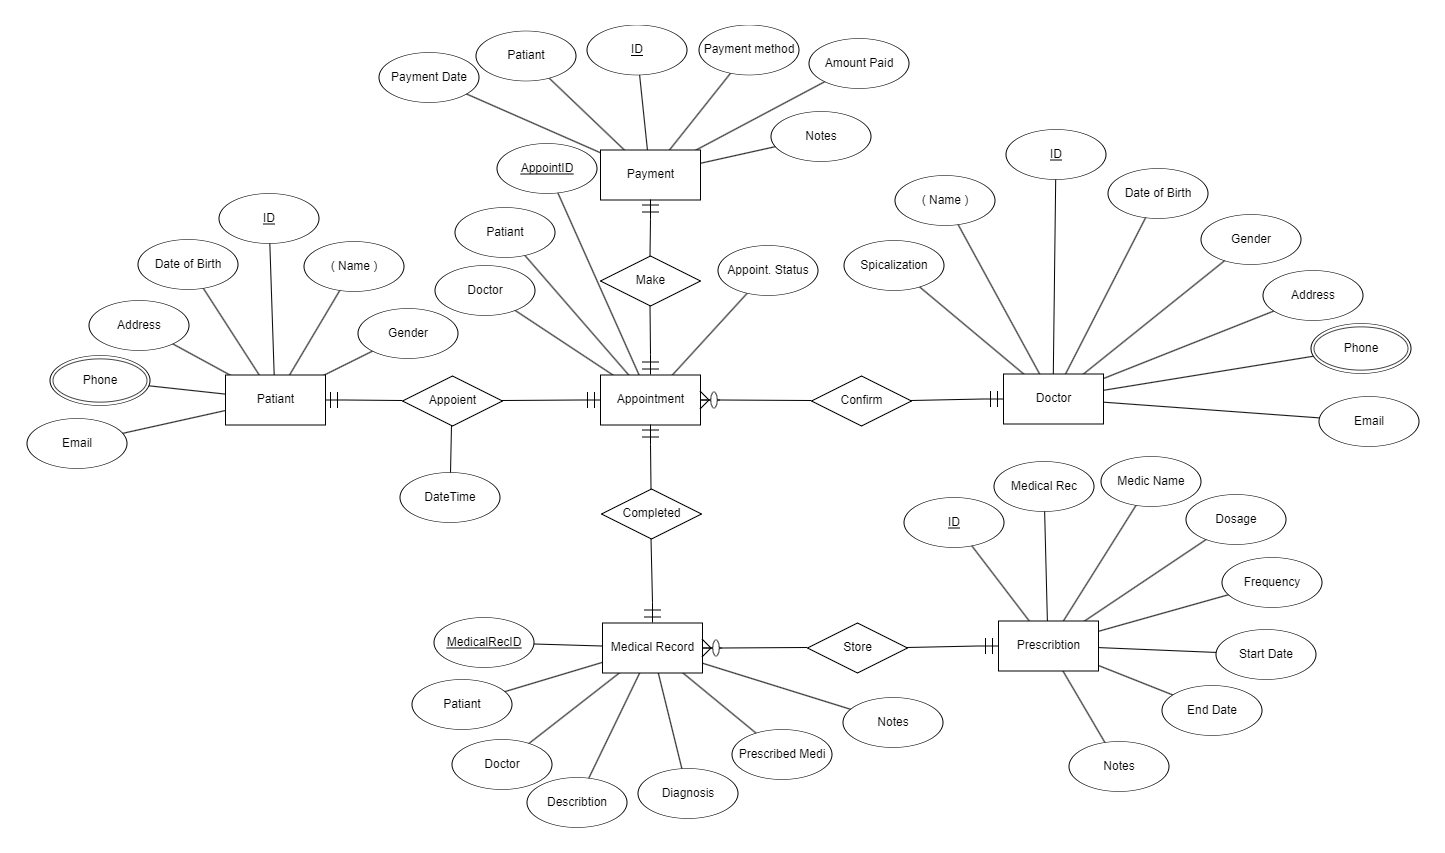 Payment Date
Patiant
ID
Payment method
Amount Paid
Notes
Payment
AppointID
Patiant
Doctor
Make
Appoint. Status
ID
( Name )
Date of Birth
Spicalization
Gender
Address
Phone
Email
Doctor
ID
Date of Birth
( Name )
Address
Gender
Phone
Email
Patiant
Appoient
DateTime
Appointment
Confirm
Completed
ID
Medical Rec
Medic Name
Dosage
Frequency
Start Date
End Date
Notes
Prescribtion
Store
Medical Record
MedicalRecID
Patiant
Doctor
Describtion
Diagnosis
Prescribed Medi
Notes